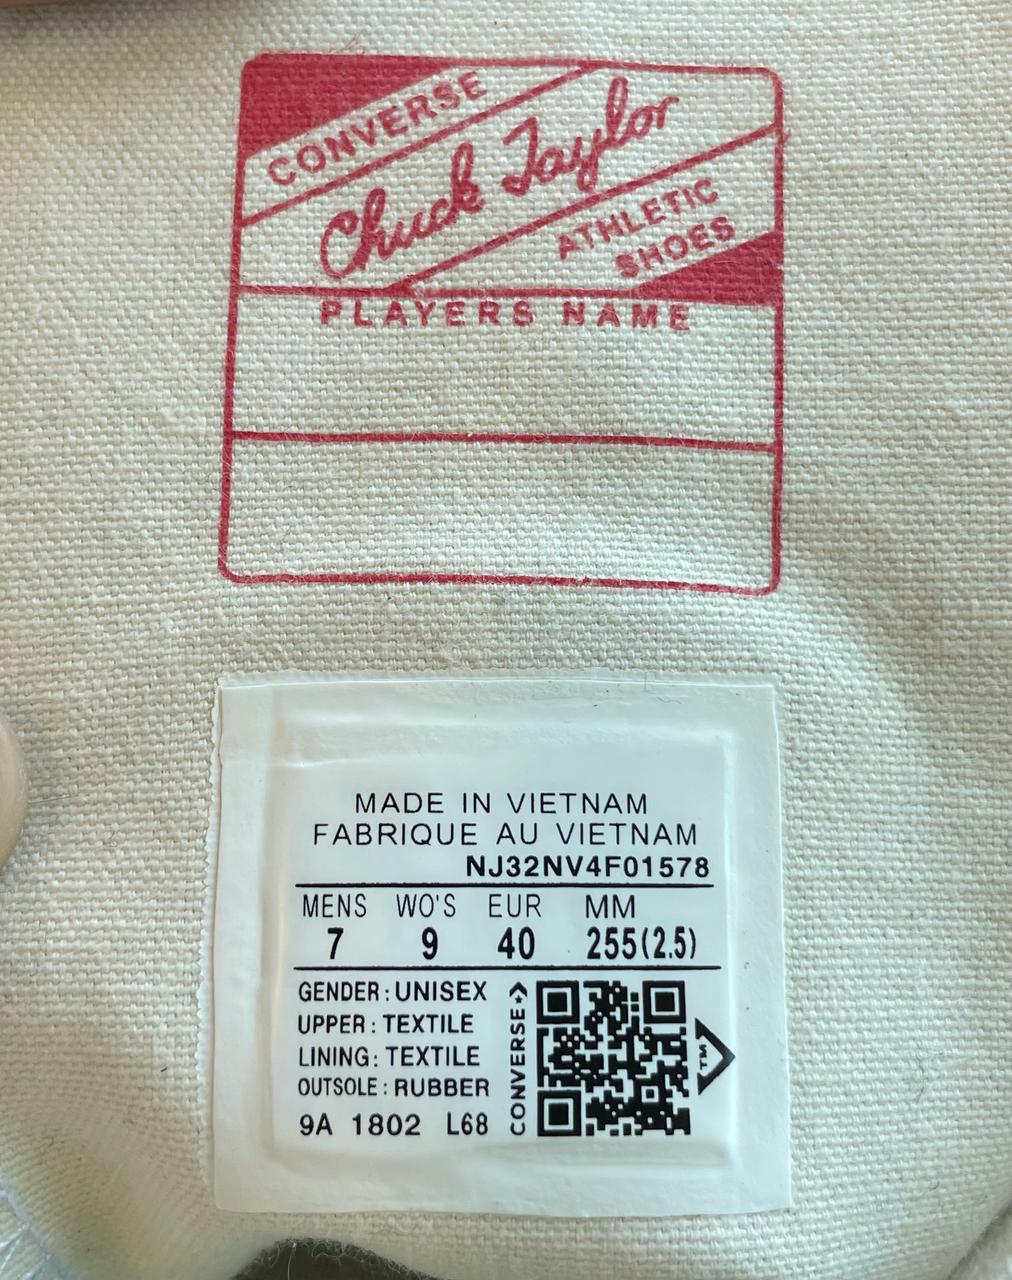 CONVERSE
Chuck Taylor
ATHLETIC
SHOES
PLAYERS NAME
MADE IN VIETNAM
FABRIQUE AU VIETNAM
NJ32NV4F01578
MENS WO'S EUR MM
7 9 40 255(2.5)
GENDER: UNISEX
UPPER: TEXTILE
LINING: TEXTILE
OUTSOLE: RUBBER
9A 1802 L68
CONVERSE
TM